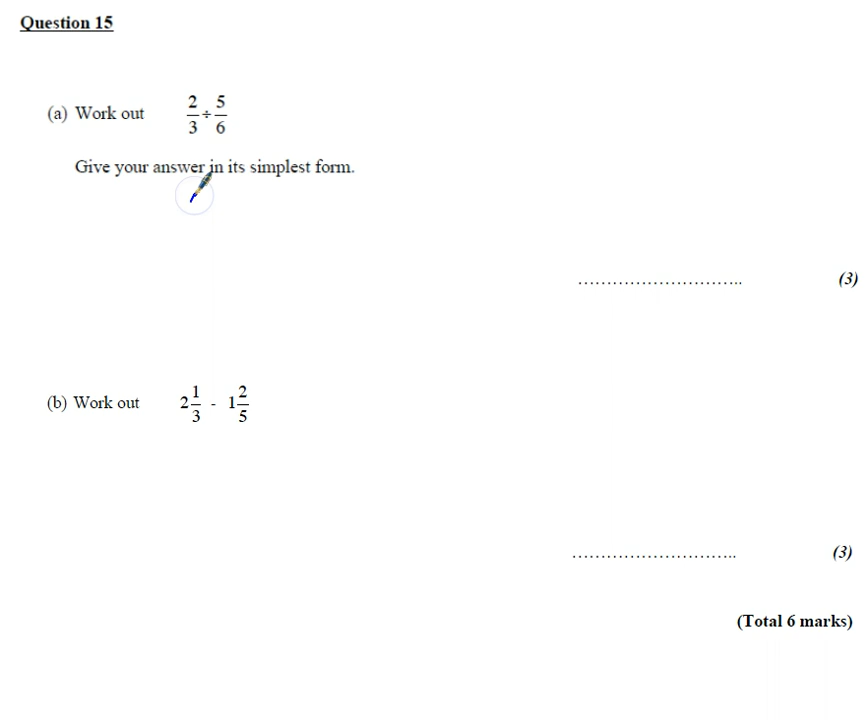 Question 15
(a) Work out 2/3 ÷ 5/6
Give your answer in its simplest form.
.................................. (3)
(b) Work out 2 1/3 - 1 2/5
.................................. (3)
(Total 6 marks)